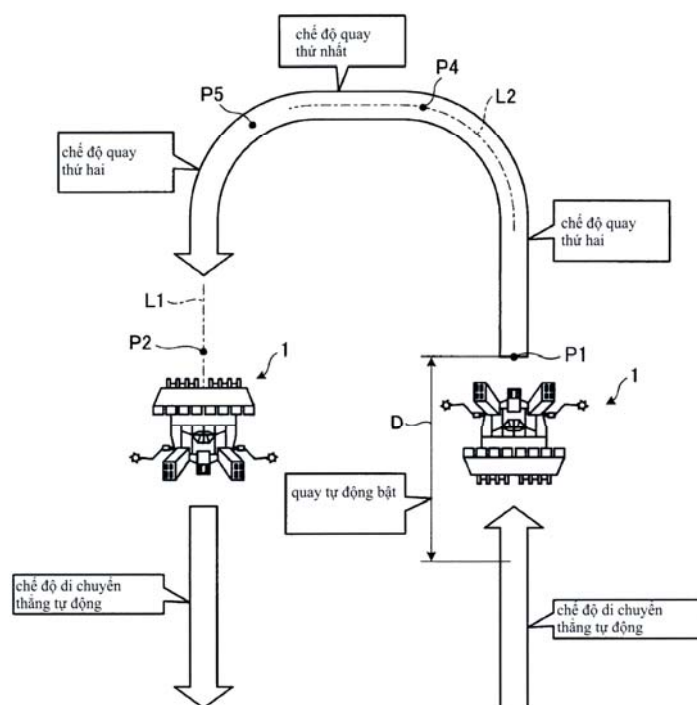 chế độ quay
thứ nhất
P5
P4
L2
chế độ quay
thứ hai
chế độ quay
thứ hai
L1
P2
1
P1
1
D
quay tự động bật
chế độ di chuyển
thẳng tự động
chế độ di chuyển
thẳng tự động